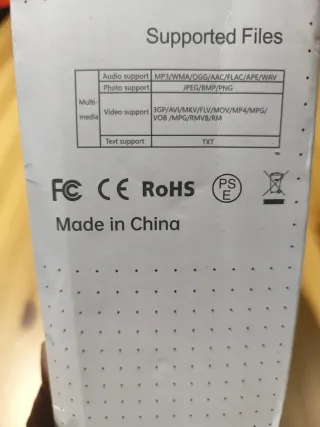 Supported Files
Audio support MP3/WMA/OGG/AAC/FLAC/APE/WAV
Photo support JPEG/BMP/PNG
Multi-
media
Video support 3GP/AVI/MKV/FLV/MOV/MP4/MPG/
VOB /MPG/RMVB/RM
Text support TXT
FC CE RoHS PS
E
Made in China